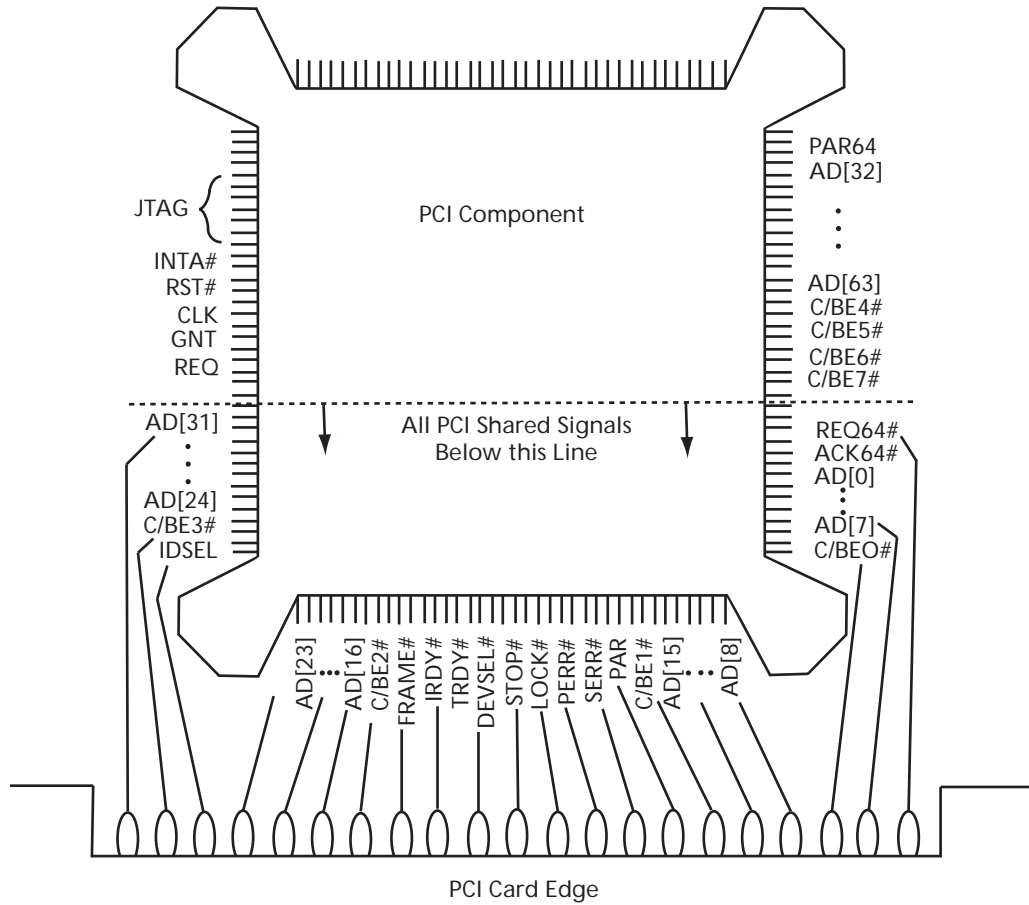 PAR64
AD[32]
JTAG
PCI Component
INTA#
RST#
CLK
GNT
REQ
AD[63]
C/BE4#
C/BE5#
C/BE6#
C/BE7#
All PCI Shared Signals
Below this Line
AD[31]
AD[24]
C/BE3#
IDSEL
REQ64#
ACK64#
AD[0]
AD[7]
C/BEO#
AD[23]
AD[16]
C/BE2#
FRAME#
IRDY#
TRDY#
DEVSEL#
STOP#
LOCK#
PERR#
SERR#
PAR
C/BE1#
AD[15]
AD[8]
PCI Card Edge